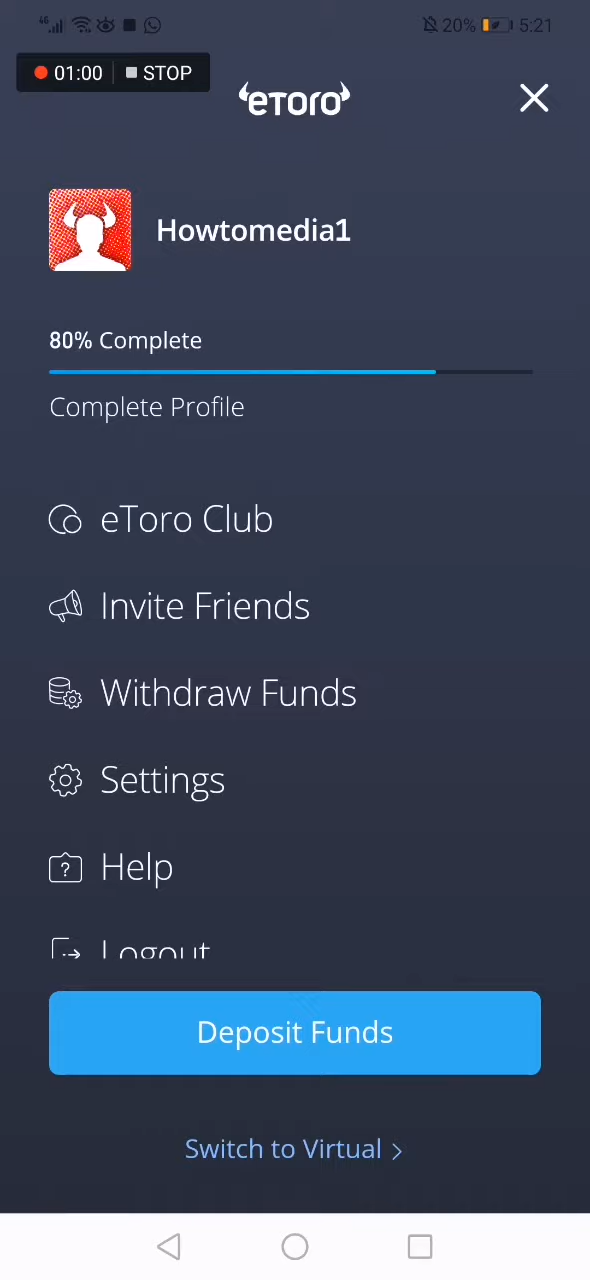 4G 20% 5:21
01:00 STOP
eToro
Howtomedia1
80% Complete
Complete Profile
eToro Club
Invite Friends
Withdraw Funds
Settings
? Help
Logout
Deposit Funds
Switch to Virtual >